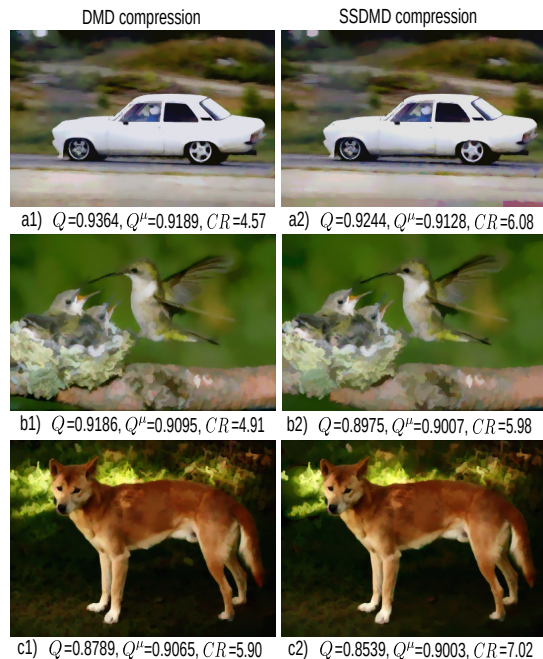 DMD compression SSDMD compression
a1) Q=0.9364, Q^μ=0.9189, CR=4.57 a2) Q=0.9244, Q^μ=0.9128, CR=6.08
b1) Q=0.9186, Q^μ=0.9095, CR=4.91 b2) Q=0.8975, Q^μ=0.9007, CR=5.98
c1) Q=0.8789, Q^μ=0.9065, CR=5.90 c2) Q=0.8539, Q^μ=0.9003, CR=7.02